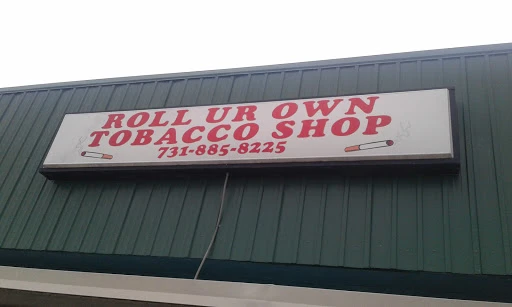 ROLL UR OWN
TOBACCO SHOP
731-885-8225